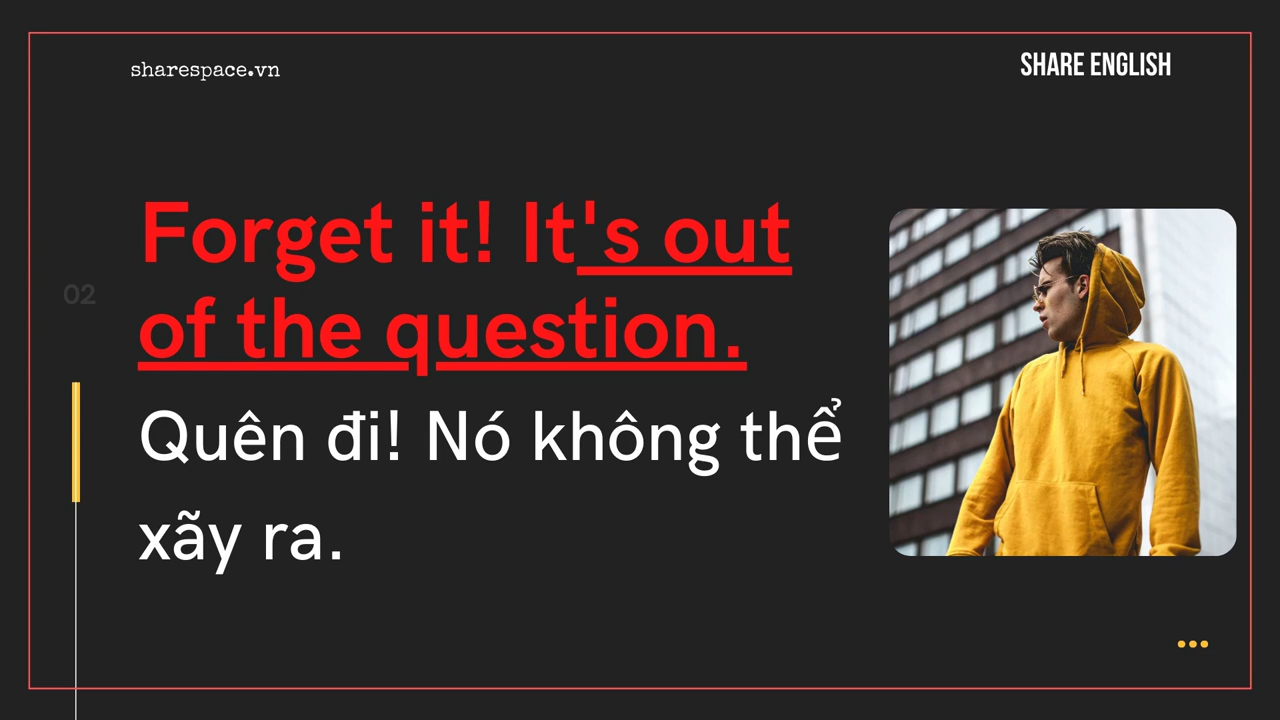 sharespace.vn
SHARE ENGLISH
Forget it! It's out
of the question.
02
Quên đi! Nó không thể
xãy ra.